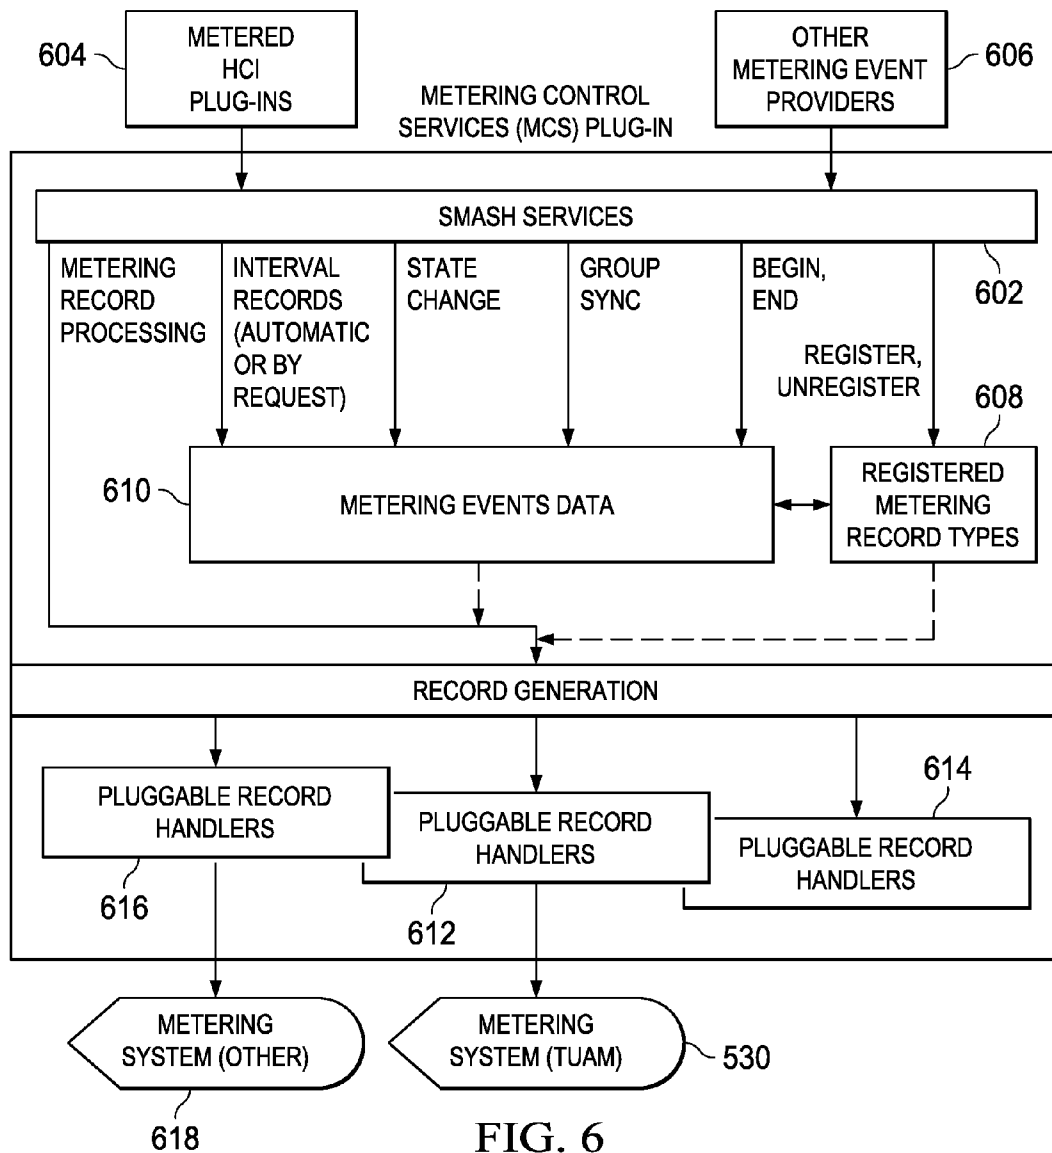 604
METERED
HCI
PLUG-INS
OTHER
METERING EVENT
PROVIDERS
606
METERING CONTROL
SERVICES (MCS) PLUG-IN
SMASH SERVICES
602
METERING
RECORD
PROCESSING
INTERVAL
RECORDS
(AUTOMATIC
OR BY
REQUEST)
STATE
CHANGE
GROUP
SYNC
BEGIN,
END
REGISTER,
UNREGISTER
608
610
METERING EVENTS DATA
REGISTERED
METERING
RECORD TYPES
RECORD GENERATION
PLUGGABLE RECORD
HANDLERS
616
PLUGGABLE RECORD
HANDLERS
612
614
PLUGGABLE RECORD
HANDLERS
METERING
SYSTEM (OTHER)
618
METERING
SYSTEM (TUAM)
530
FIG. 6